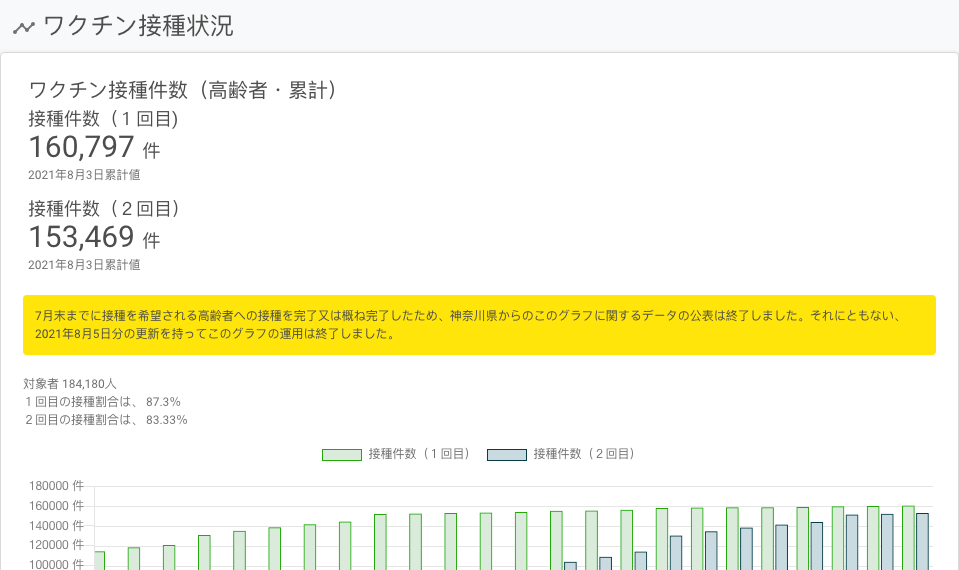 ワクチン接種状況
ワクチン接種件数（高齢者・累計）
接種件数（１回目)
160,797 件
2021年8月3日累計値
接種件数（２回目）
153,469 件
2021年8月3日累計値
7月末までに接種を希望される高齢者への接種を完了又は概ね完了したため、神奈川県からのこのグラフに関するデータの公表は終了しました。それにともない、
2021年8月5日分の更新を持ってこのグラフの運用は終了しました。
対象者 184,180人
１回目の接種割合は、 87.3%
２回目の接種割合は、 83.33%
接種件数（１回目） 接種件数（２回目）
180000 件
160000 件
140000 件
120000 件
100000 件